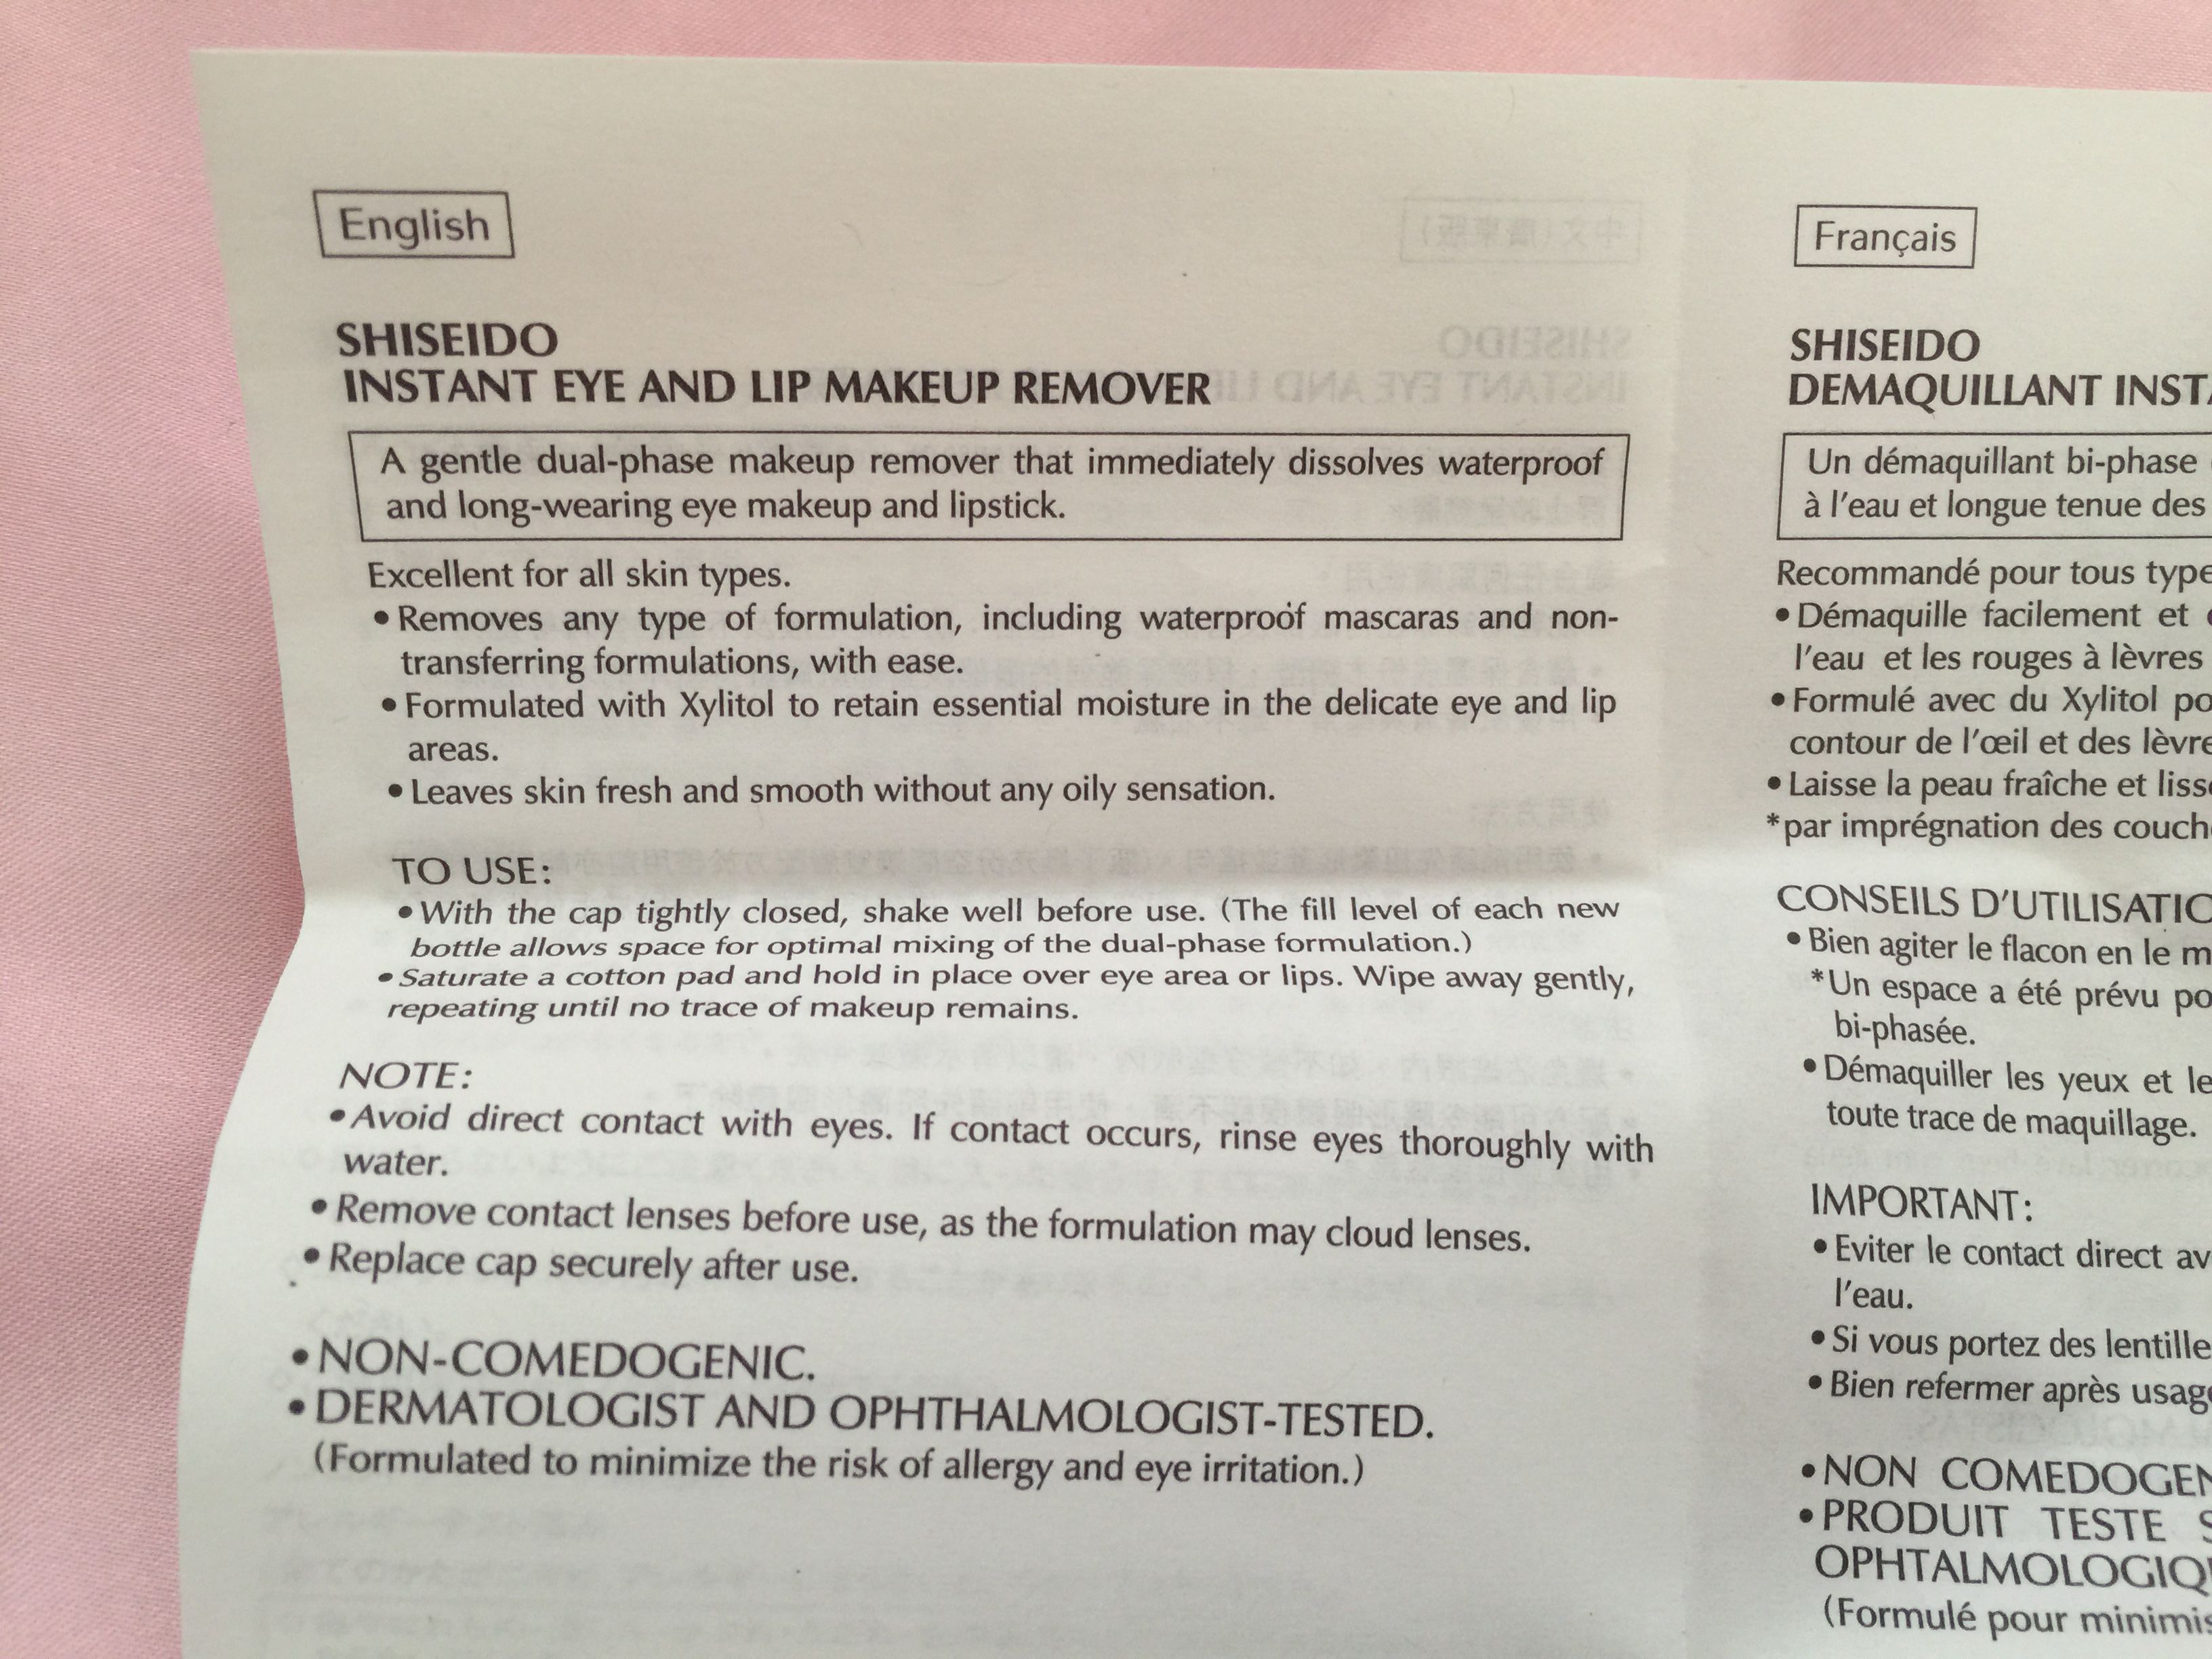 English
SHISEIDO
INSTANT EYE AND LIP MAKEUP REMOVER
A gentle dual-phase makeup remover that immediately dissolves waterproof
and long-wearing eye makeup and lipstick.
Excellent for all skin types.
• Removes any type of formulation, including waterproof mascaras and non-
transferring formulations, with ease.
• Formulated with Xylitol to retain essential moisture in the delicate eye and lip
areas.
• Leaves skin fresh and smooth without any oily sensation.
TO USE:
• With the cap tightly closed, shake well before use. (The fill level of each new
bottle allows space for optimal mixing of the dual-phase formulation.)
• Saturate a cotton pad and hold in place over eye area or lips. Wipe away gently,
repeating until no trace of makeup remains.
NOTE:
• Avoid direct contact with eyes. If contact occurs, rinse eyes thoroughly with
water.
• Remove contact lenses before use, as the formulation may cloud lenses.
• Replace cap securely after use.
• NON-COMEDOGENIC.
• DERMATOLOGIST AND OPHTHALMOLOGIST-TESTED.
(Formulated to minimize the risk of allergy and eye irritation.)
Français
SHISEIDO
DEMAQUILLANT INSTA
Un démaquillant bi-phase
à l'eau et longue tenue des
Recommandé pour tous type
• Démaquille facilement et
l'eau et les rouges à lèvres
• Formulé avec du Xylitol po
contour de l'œil et des lèvre
• Laisse la peau fraîche et lisse
*par imprégnation des couch
CONSEILS D'UTILISATIO
• Bien agiter le flacon en le m
*Un espace a été prévu po
bi-phasée.
• Démaquiller les yeux et le
toute trace de maquillage.
IMPORTANT:
• Eviter le contact direct av
l'eau.
• Si vous portez des lentille
• Bien refermer après usag
• NON COMEDOGEN
• PRODUIT TESTE S
OPHTALMOLOGIQU
(Formulé pour minimis